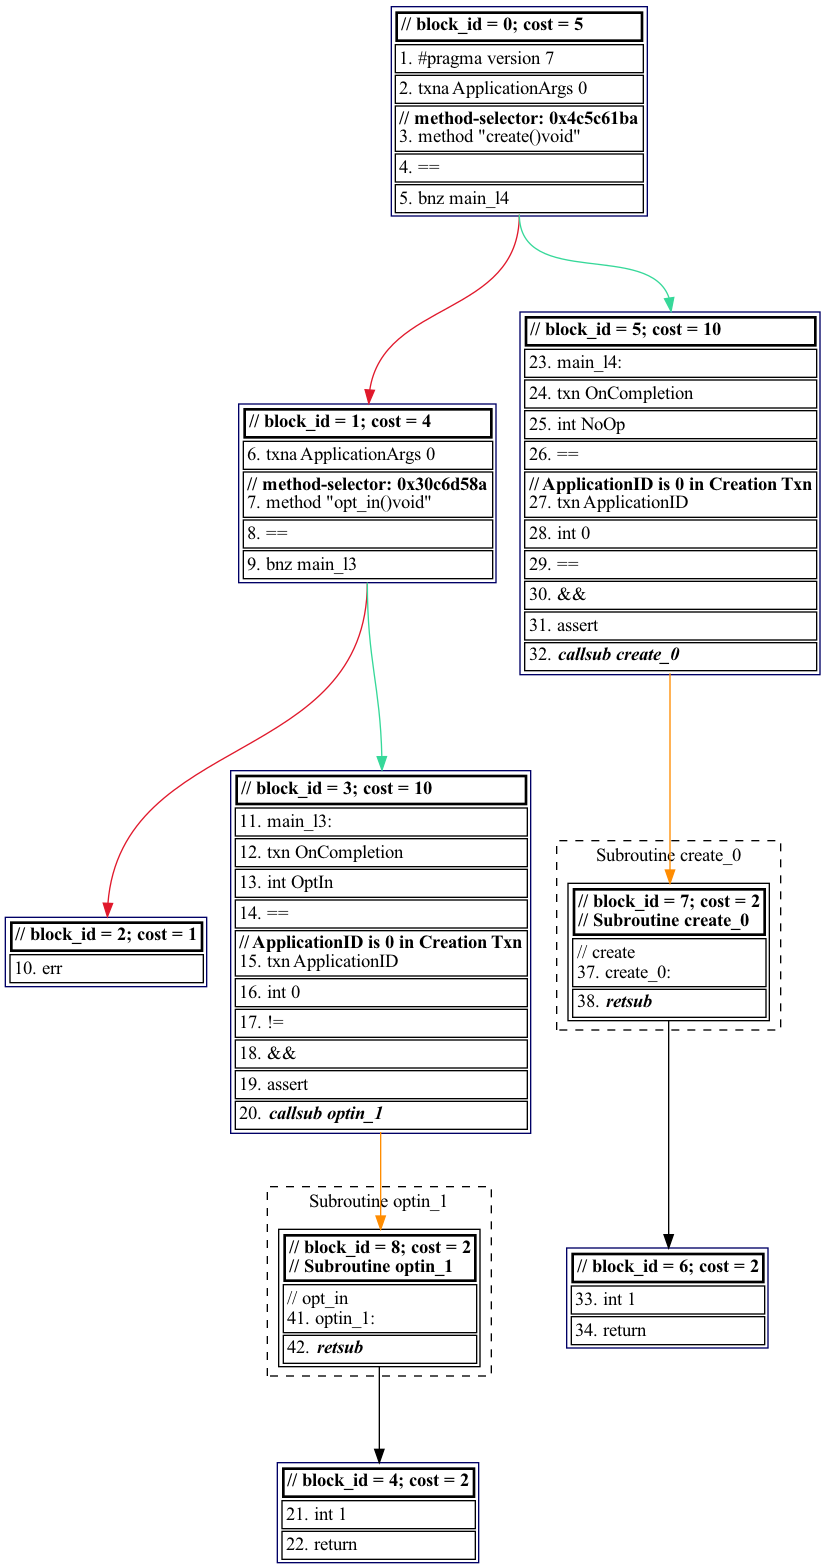 // block_id = 0; cost = 5
1. #pragma version 7
2. txna ApplicationArgs 0
// method-selector: 0x4c5c61ba
3. method "create()void"
4. ==
5. bnz main_l4
// block_id = 1; cost = 4
6. txna ApplicationArgs 0
// method-selector: 0x30c6d58a
7. method "opt_in()void"
8. ==
9. bnz main_l3
// block_id = 5; cost = 10
23. main_l4:
24. txn OnCompletion
25. int NoOp
26. ==
// ApplicationID is 0 in Creation Txn
27. txn ApplicationID
28. int 0
29. ==
30. &&
31. assert
32. callsub create_0
// block_id = 2; cost = 1
10. err
// block_id = 3; cost = 10
11. main_l3:
12. txn OnCompletion
13. int OptIn
14. ==
// ApplicationID is 0 in Creation Txn
15. txn ApplicationID
16. int 0
17. !=
18. &&
19. assert
20. callsub optin_1
Subroutine create_0
// block_id = 7; cost = 2
// Subroutine create_0
// create
37. create_0:
38. retsub
Subroutine optin_1
// block_id = 8; cost = 2
// Subroutine optin_1
// opt_in
41. optin_1:
42. retsub
// block_id = 6; cost = 2
33. int 1
34. return
// block_id = 4; cost = 2
21. int 1
22. return